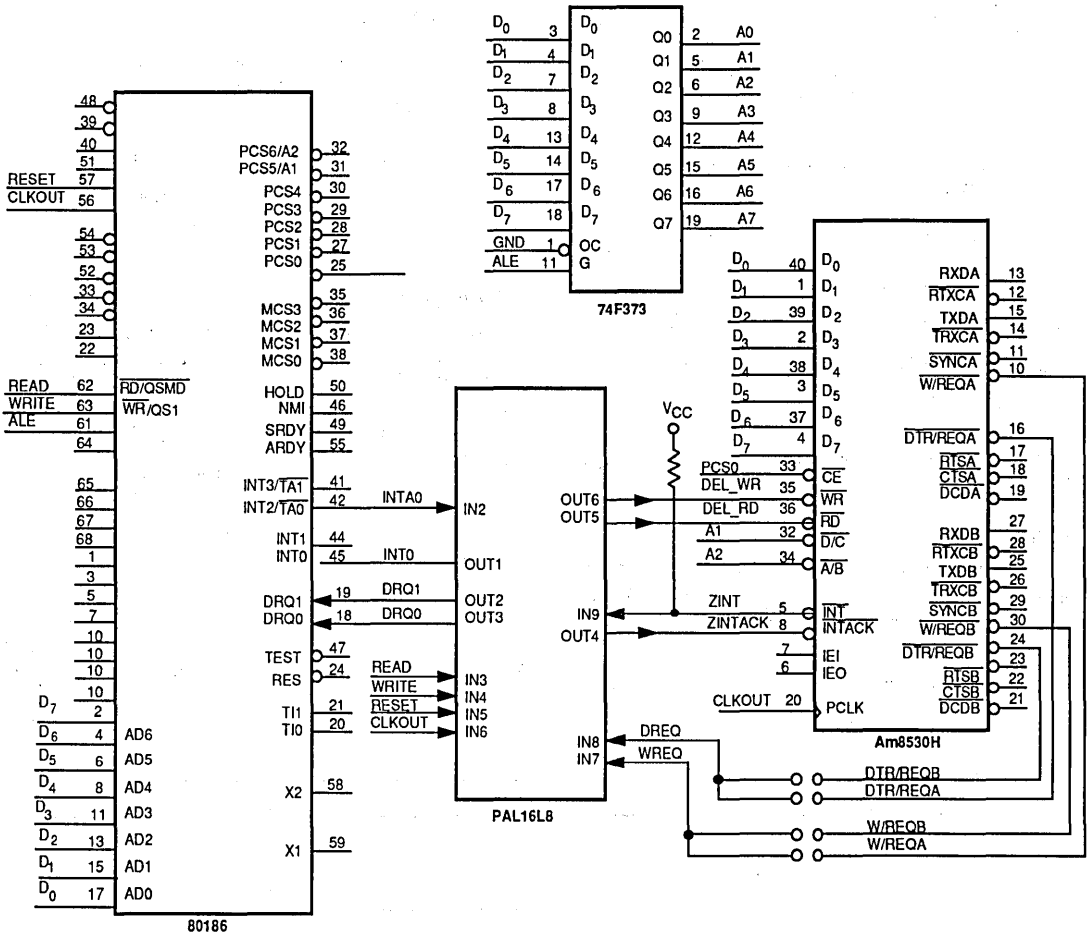 D0 3 D0
D1 4 D1
D2 7 D2
D3 8 D3
D4 13 D4
D5 14 D5
D6 17 D6
D7 18 D7
GND 1 OC
ALE 11 G
Q0 2 A0
Q1 5 A1
Q2 6 A2
Q3 9 A3
Q4 12 A4
Q5 15 A5
Q6 16 A6
Q7 19 A7
74F373
48
39
40
51
RESET 57
CLKOUT 56
54
53
52
33
34
23
22
READ 62 RD/QSMD
WRITE 63 WR/QS1
ALE 61
64
65
66
67
68
1
3
5
7
10
10
10
10
D7 2
D6 4 AD6
D5 6 AD5
D4 8 AD4
D3 11 AD3
D2 13 AD2
D1 15 AD1
D0 17 AD0
PCS6/A2 32
PCS5/A1 31
PCS4 30
PCS3 29
PCS2 28
PCS1 27
PCS0 25
MCS3 35
MCS2 36
MCS1 37
MCS0 38
HOLD 50
NMI 46
SRDY 49
ARDY 55
INT3/TA1 41
INT2/TA0 42 INTA0
INT1 44
INT0 45 INT0
DRQ1 19 DRQ1
DRQ0 18 DRQ0
TEST 47
RES 24
TI1 21
TI0 20
X2 58
X1 59
80186
READ IN3
WRITE IN4
RESET IN5
CLKOUT IN6
IN2
OUT1
OUT2
OUT3
OUT6
OUT5
IN9
OUT4
IN8 DREQ
IN7 WREQ
PAL16L8
VCC
D0 40 D0
D1 1 D1
D2 39 D2
D3 2 D3
D4 38 D4
D5 3 D5
D6 37 D6
D7 4 D7
PCS0 33 CE
DEL_WR 35 WR
DEL_RD 36 RD
A1 32 D/C
A2 34 A/B
ZINT 5 INT
ZINTACK 8 INTACK
7 IEI
6 IEO
CLKOUT 20 PCLK
RXDA 13
RTXCA 12
TXDA 15
TRXCA 14
SYNCA 11
W/REQA 10
DTR/REQA 16
RTSA 17
CTSA 18
DCDA 19
RXDB 27
RTXCB 28
TXDB 25
TRXCB 26
SYNCB 29
W/REQB 30
DTR/REQB 24
RTSB 23
CTSB 22
DCDB 21
Am8530H
DTR/REQB
DTR/REQA
W/REQB
W/REQA